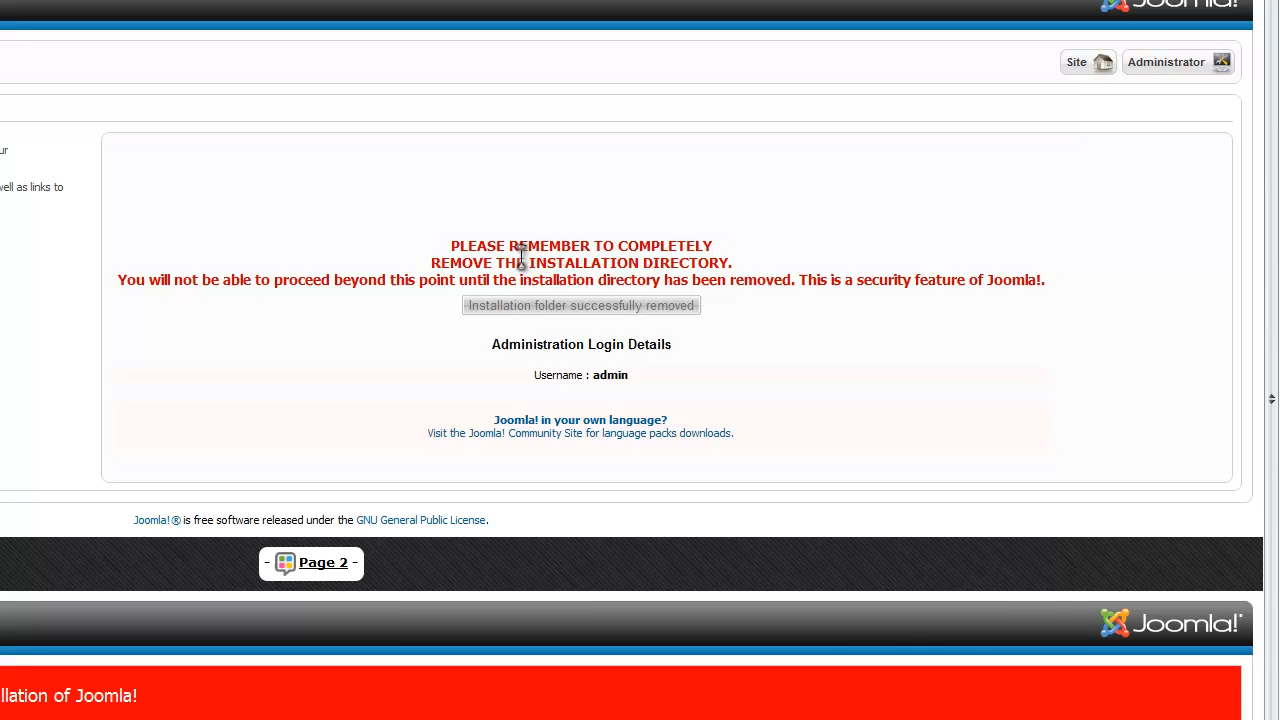 Joomla!
Site
Administrator
ur
well as links to
PLEASE REMEMBER TO COMPLETELY
REMOVE THE INSTALLATION DIRECTORY.
You will not be able to proceed beyond this point until the installation directory has been removed. This is a security feature of Joomla!.
Installation folder successfully removed
Administration Login Details
Username : admin
Joomla! in your own language?
Visit the Joomla! Community Site for language packs downloads.
Joomla!® is free software released under the GNU General Public License.
- Page 2 -
Joomla!
llation of Joomla!